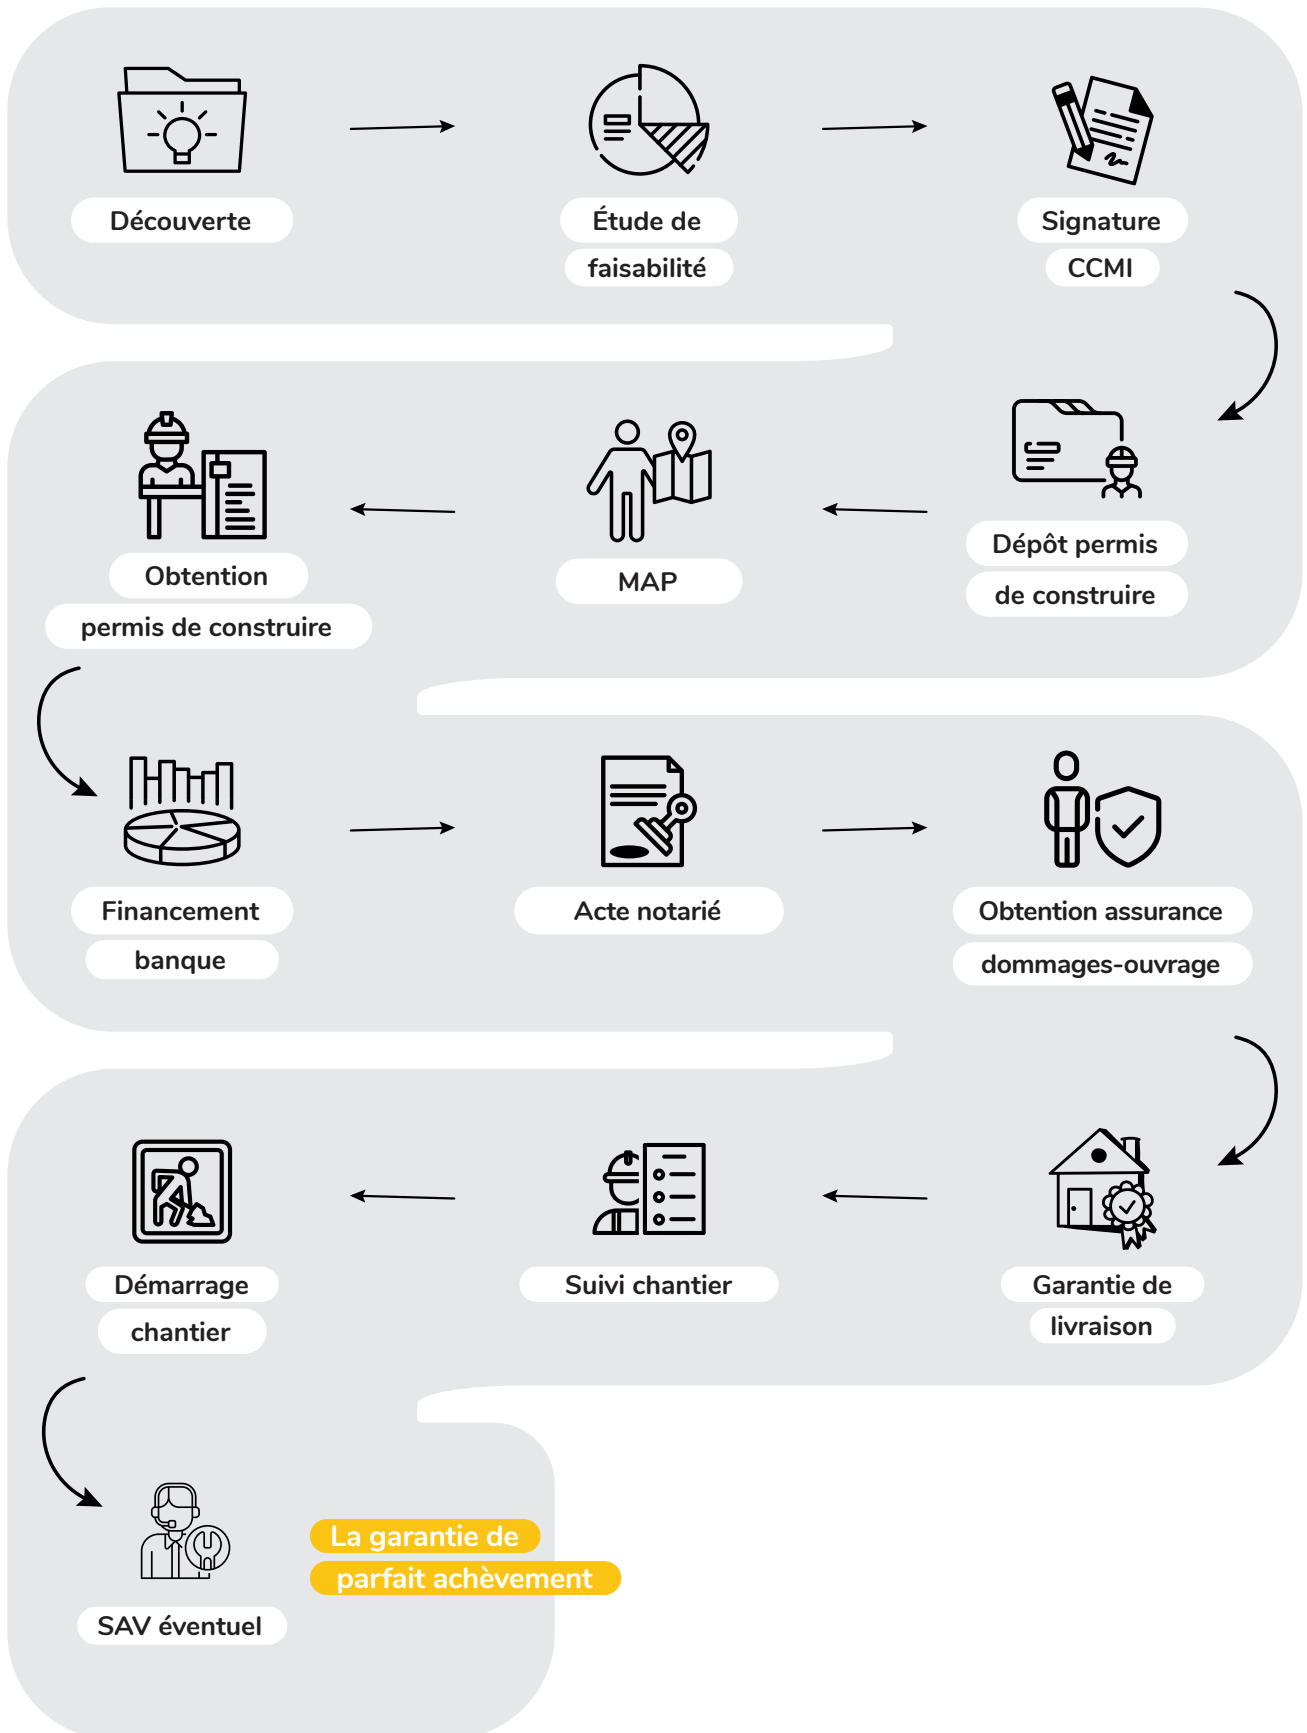 Découverte
Étude de
faisabilité
Signature
CCMI
Dépôt permis
de construire
MAP
Obtention
permis de construire
Financement
banque
Acte notarié
Obtention assurance
dommages-ouvrage
Garantie de
livraison
Suivi chantier
Démarrage
chantier
SAV éventuel
La garantie de
parfait achèvement